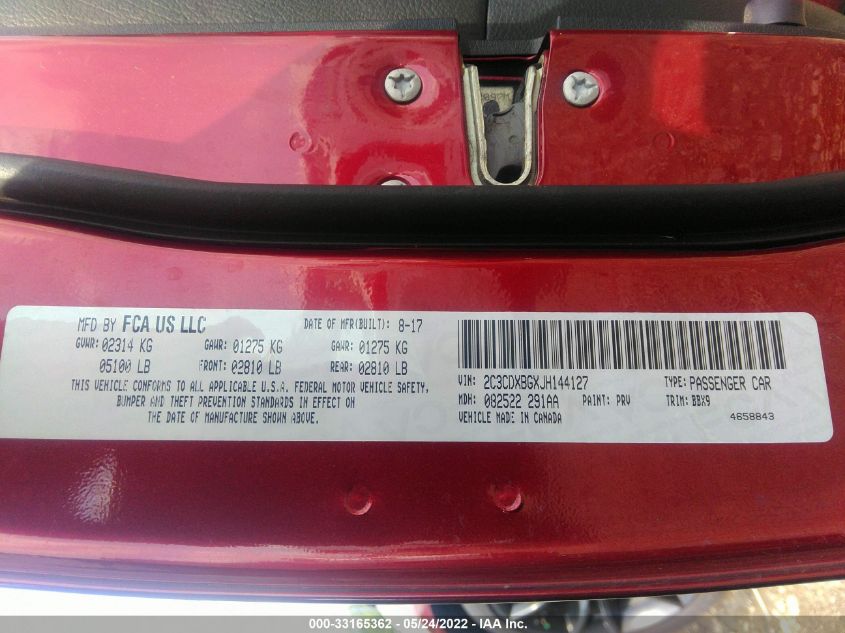 MFD BY FCA US LLC DATE OF MFR(BUILT): 8-17
GVWR: 02314 KG GAWR: 01275 KG GAWR: 01275 KG
05100 LB FRONT: 02810 LB REAR: 02810 LB
THIS VEHICLE CONFORMS TO ALL APPLICABLE U.S.A. FEDERAL MOTOR VEHICLE SAFETY,
BUMPER AND THEFT PREVENTION STANDARDS IN EFFECT ON
THE DATE OF MANUFACTURE SHOWN ABOVE.
VIN: 2C3CDXBGXJH144127 TYPE: PASSENGER CAR
MDH: 082522 291AA PAINT: PRV TRIM: BBX9
VEHICLE MADE IN CANADA 4658843
000-33165362 - 05/24/2022 - IAA Inc.